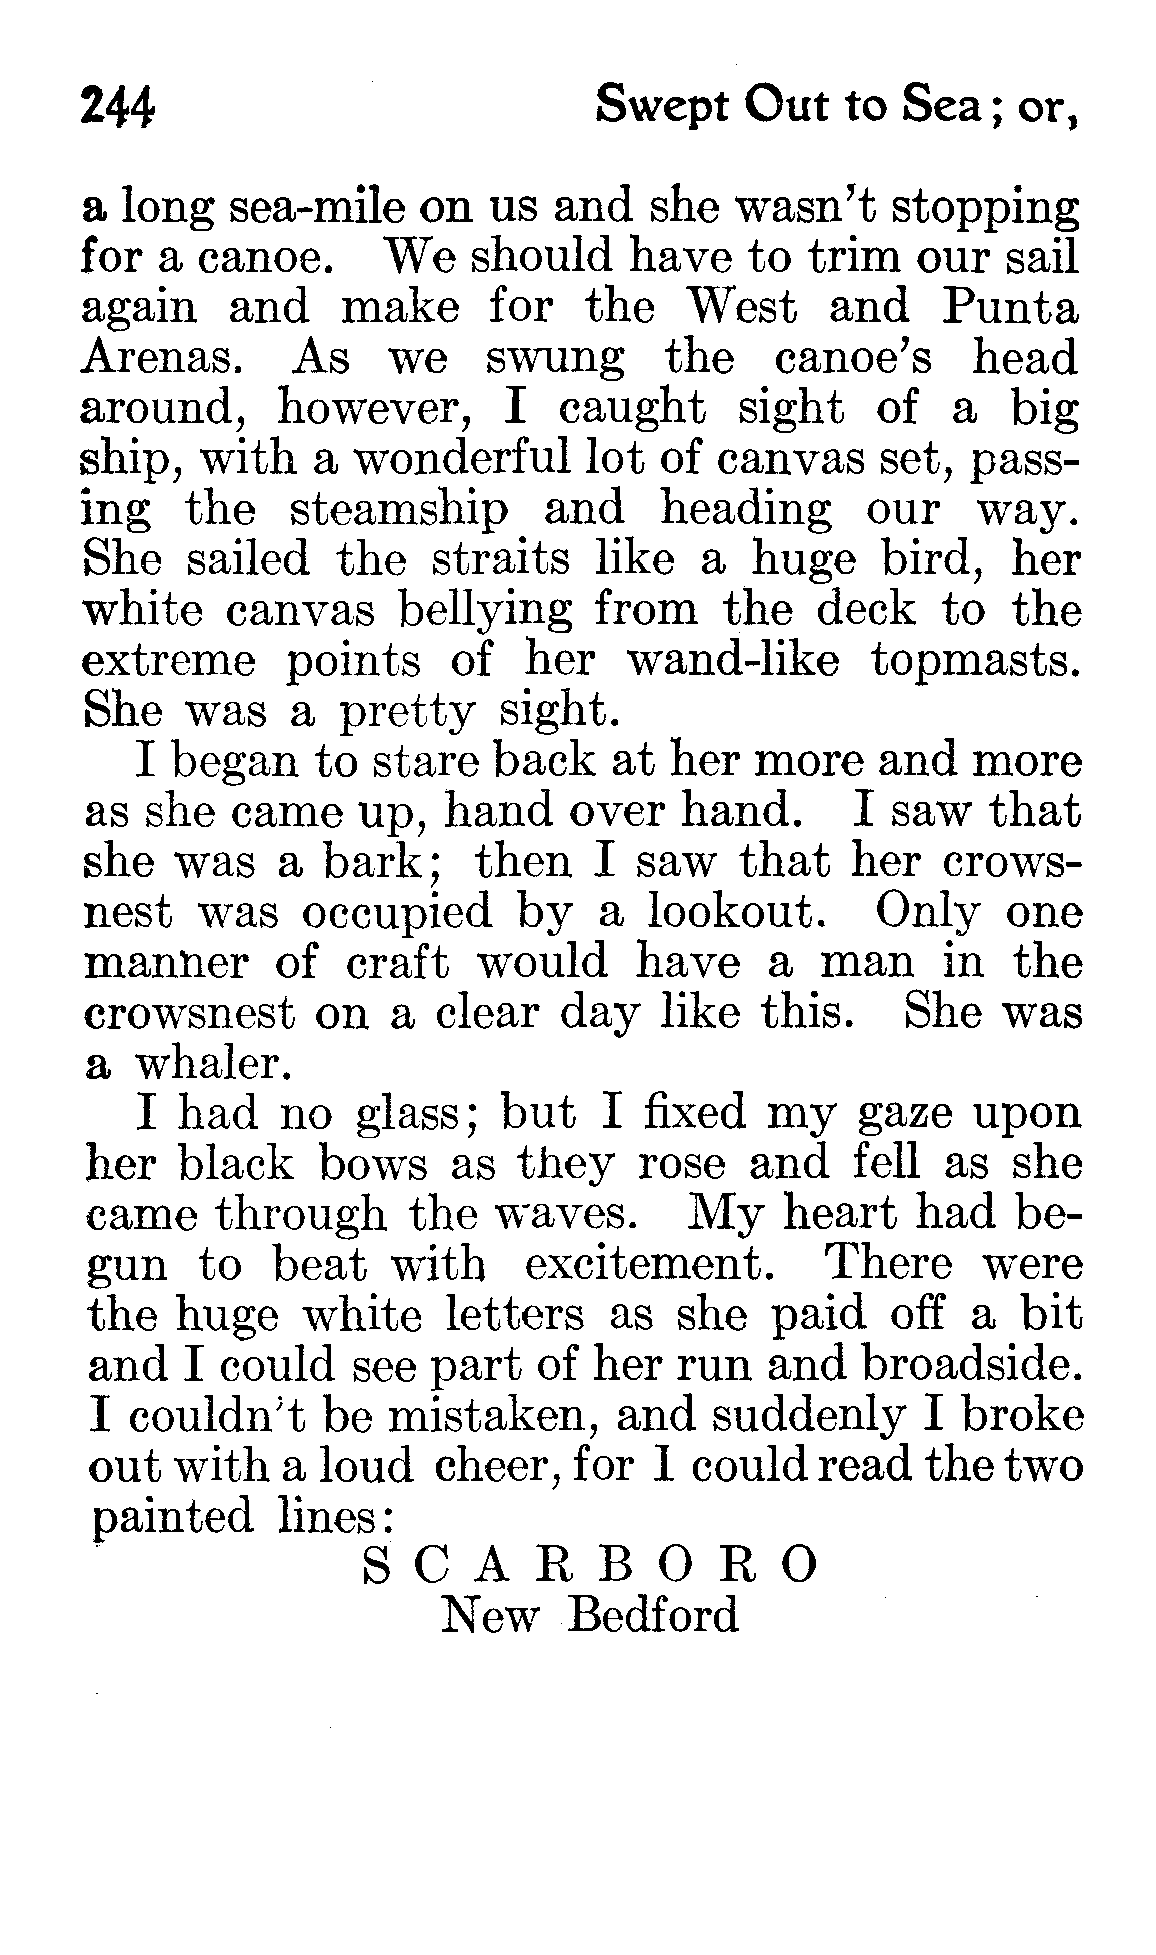 244 Swept Out to Sea; or,
a long sea-mile on us and she wasn't stopping
for a canoe. We should have to trim our sail
again and make for the West and Punta
Arenas. As we swung the canoe's head
around, however, I caught sight of a big
ship, with a wonderful lot of canvas set, pass-
ing the steamship and heading our way.
She sailed the straits like a huge bird, her
white canvas bellying from the deck to the
extreme points of her wand-like topmasts.
She was a pretty sight.
I began to stare back at her more and more
as she came up, hand over hand. I saw that
she was a bark; then I saw that her crows-
nest was occupied by a lookout. Only one
manner of craft would have a man in the
crowsnest on a clear day like this. She was
a whaler.
I had no glass; but I fixed my gaze upon
her black bows as they rose and fell as she
came through the waves. My heart had be-
gun to beat with excitement. There were
the huge white letters as she paid off a bit
and I could see part of her run and broadside.
I couldn't be mistaken, and suddenly I broke
out with a loud cheer, for I could read the two
painted lines:
S C A R B O R O
New Bedford